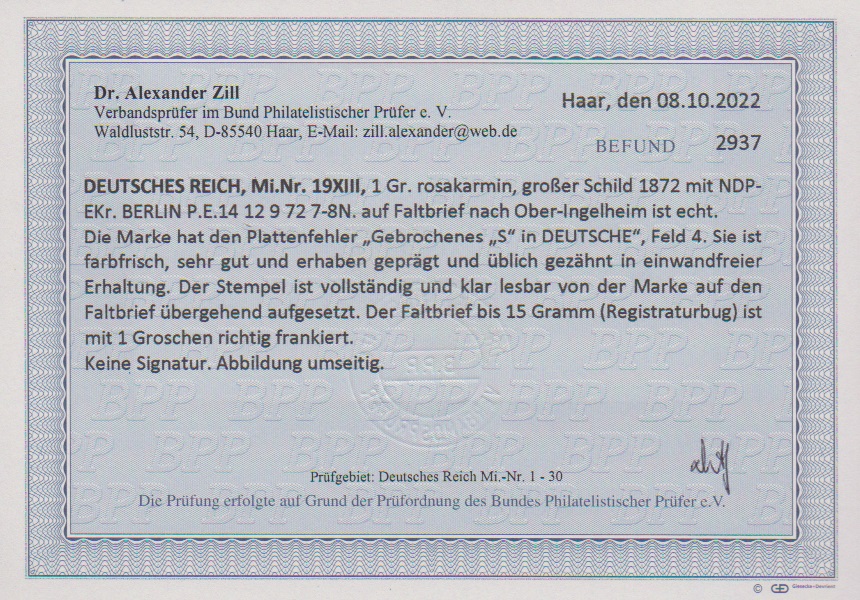 Dr. Alexander Zill
Verbandsprüfer im Bund Philatelistischer Prüfer e. V.
Waldluststr. 54, D-85540 Haar, E-Mail: zill.alexander@web.de
Haar, den 08.10.2022
BEFUND 2937
DEUTSCHES REICH, Mi.Nr. 19XIII, 1 Gr. rosakarmin, großer Schild 1872 mit NDP-
EKr. BERLIN P.E.14 12 9 72 7-8N. auf Faltbrief nach Ober-Ingelheim ist echt.
Die Marke hat den Plattenfehler „Gebrochenes „S“ in DEUTSCHE“, Feld 4. Sie ist
farbfrisch, sehr gut und erhaben geprägt und üblich gezähnt in einwandfreier
Erhaltung. Der Stempel ist vollständig und klar lesbar von der Marke auf den
Faltbrief übergehend aufgesetzt. Der Faltbrief bis 15 Gramm (Registraturbug) ist
mit 1 Groschen richtig frankiert.
Keine Signatur. Abbildung umseitig.
Prüfgebiet: Deutsches Reich Mi.-Nr. 1 - 30
Die Prüfung erfolgte auf Grund der Prüfordnung des Bundes Philatelistischer Prüfer e.V.
©